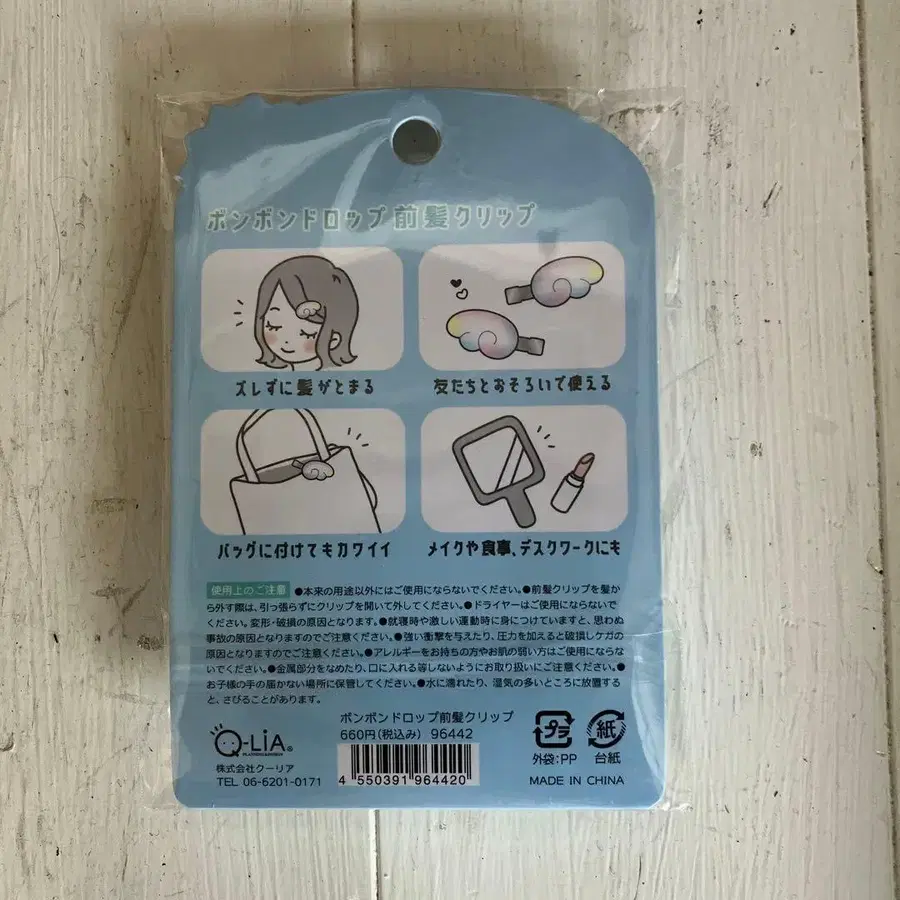 ボンボンドロップ 前髪クリップ
ズレずに髪がとまる
友たちとおそろいで使える
バッグに付けてもカワイイ
メイクや食事、デスクワークにも
使用上のご注意 ●本来の用途以外にはご使用にならないでください。●前髪クリップを髪
から外す際は、引っ張らずにクリップを開いて外してください。●ドライヤーはご使用にならないで
ください。変形・破損の原因となります。●就寝時や激しい運動時に身につけていますと、思わぬ
事故の原因となりますのでご注意ください。●強い衝撃を与えたり、圧力を加えると破損しケガの
原因となりますのでご注意ください。●アレルギーをお持ちの方やお肌の弱い方はご使用にならな
いでください。●金属部分をなめたり、口に入れる等しないようにお取り扱いにご注意ください。●
お子様の手の届かない場所に保管してください。●水に濡れたり、湿気の多いところに放置する
と、さびることがあります。
Q-LiA®
株式会社クーリア
TEL 06-6201-0171
ボンボンドロップ前髪クリップ
660円(税込み) 96442
4 550391 964420
プラ
外袋:PP
紙
台紙
MADE IN CHINA